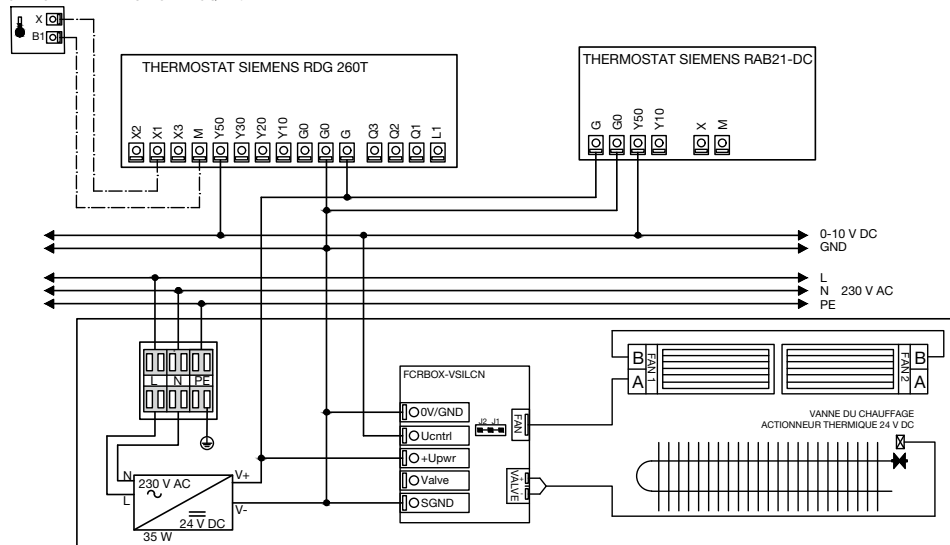 X
B1
THERMOSTAT SIEMENS RDG 260T
X2 X1 X3 M Y50 Y30 Y20 Y10 G0 G0 G Q3 Q2 Q1 L1
THERMOSTAT SIEMENS RAB21-DC
G G0 Y50 Y10 X M
0-10 V DC
GND
L
N 230 V AC
PE
L N PE
N
L
230 V AC
24 V DC
V+
V-
35 W
FCRBOX-VSILCN
0V/GND
Ucntrl
+Upwr
Valve
SGND
J2 J1
FAN
VALVE
+
-
B
A
FAN 1
FAN 2
B
A
VANNE DU CHAUFFAGE
ACTIONNEUR THERMIQUE 24 V DC